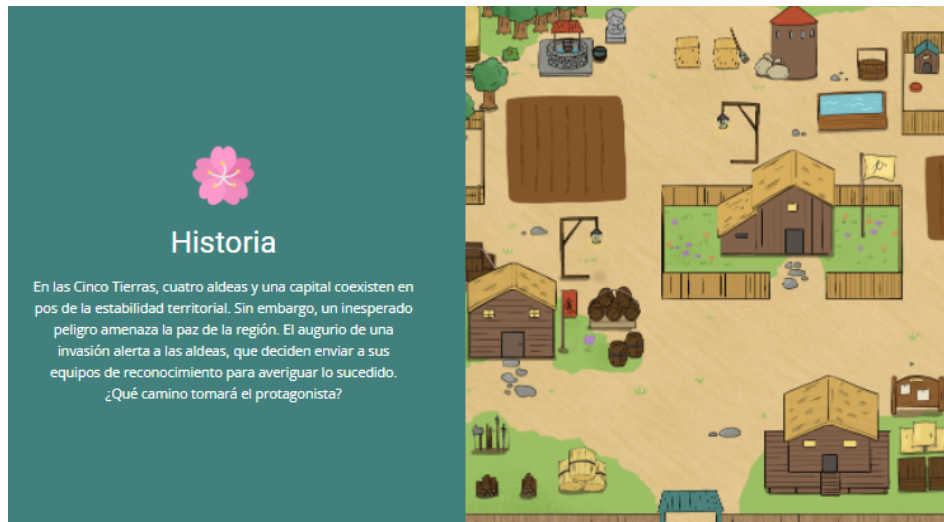 Historia
En las Cinco Tierras, cuatro aldeas y una capital coexisten en
pos de la estabilidad territorial. Sin embargo, un inesperado
peligro amenaza la paz de la región. El augurio de una
invasión alerta a las aldeas, que deciden enviar a sus
equipos de reconocimiento para averiguar lo sucedido.
¿Qué camino tomará el protagonista?